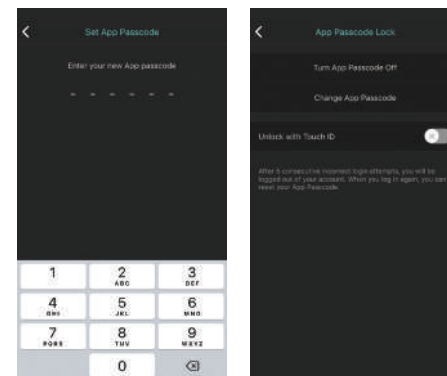 Set App Passcode
Enter your new App passcode
1
2
ABC
3
DEF
4
GHI
5
JKL
6
MNO
7
PQRS
8
TUV
9
WXYZ
0
App Passcode Lock
Turn App Passcode Off
Change App Passcode
Unlock with Touch ID
After 5 consecutive incorrect login attempts, you will be
logged out of your account. When you log in again, you can
reset your App Passcode.